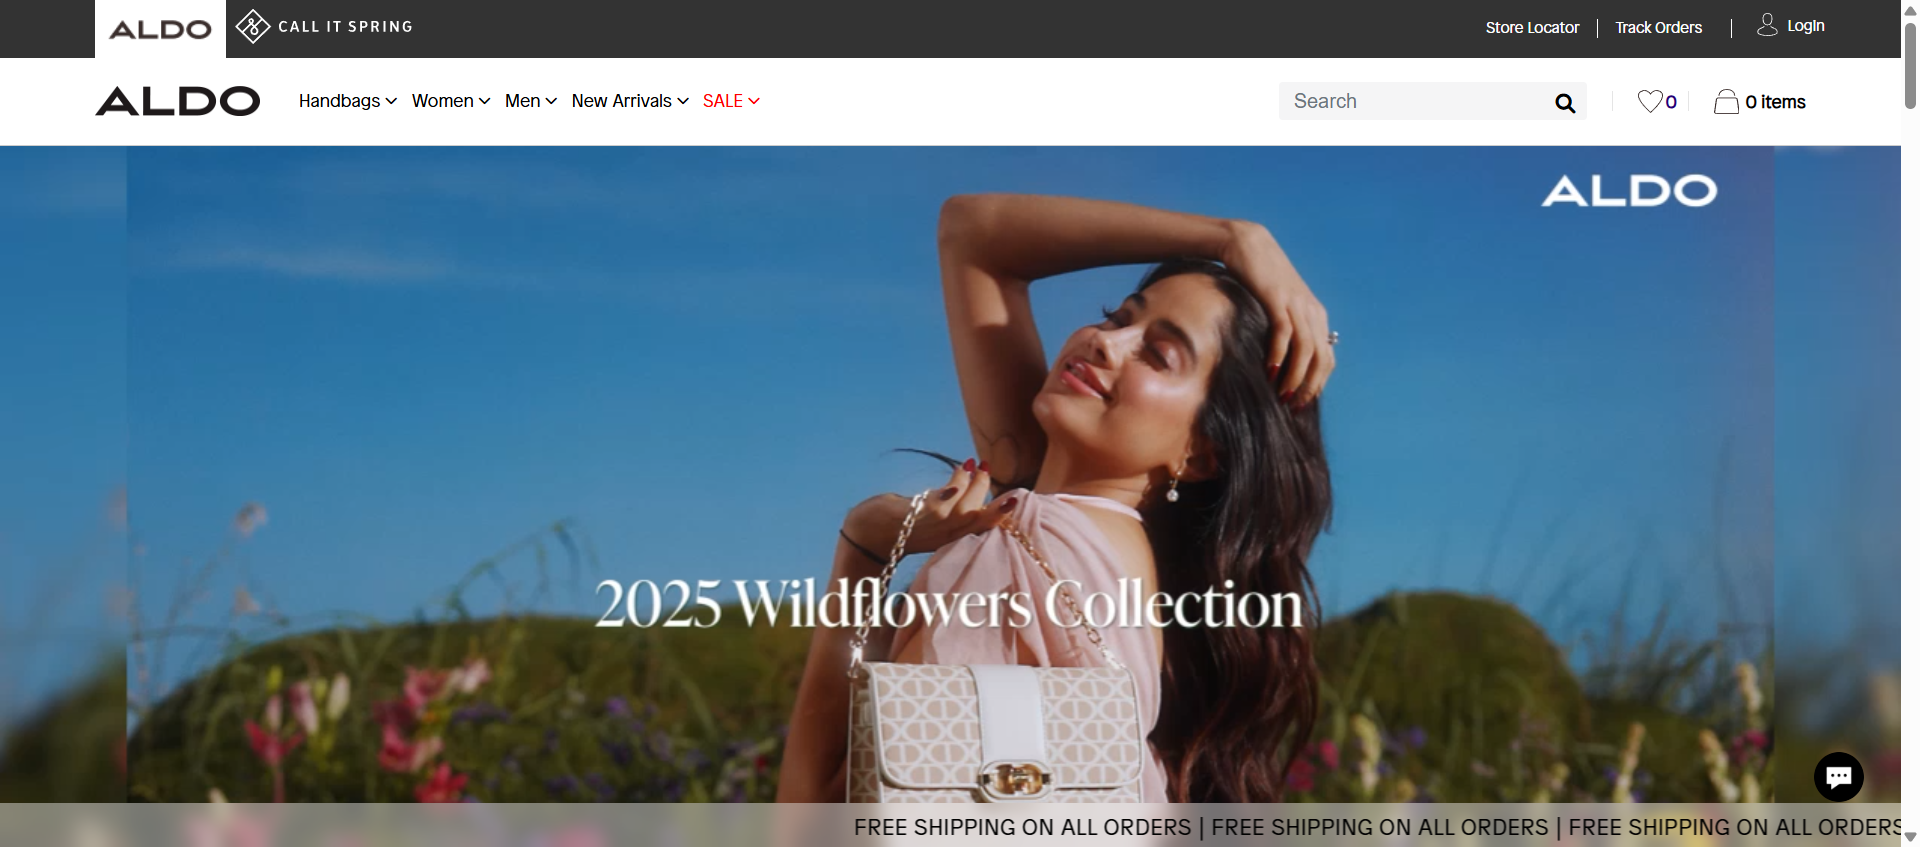 ALDO CALL IT SPRING Store Locator Track Orders Login
ALDO Handbags Women Men New Arrivals SALE Search 0 0 items
ALDO
2025 Wildflowers Collection
FREE SHIPPING ON ALL ORDERS | FREE SHIPPING ON ALL ORDERS | FREE SHIPPING ON ALL ORDERS